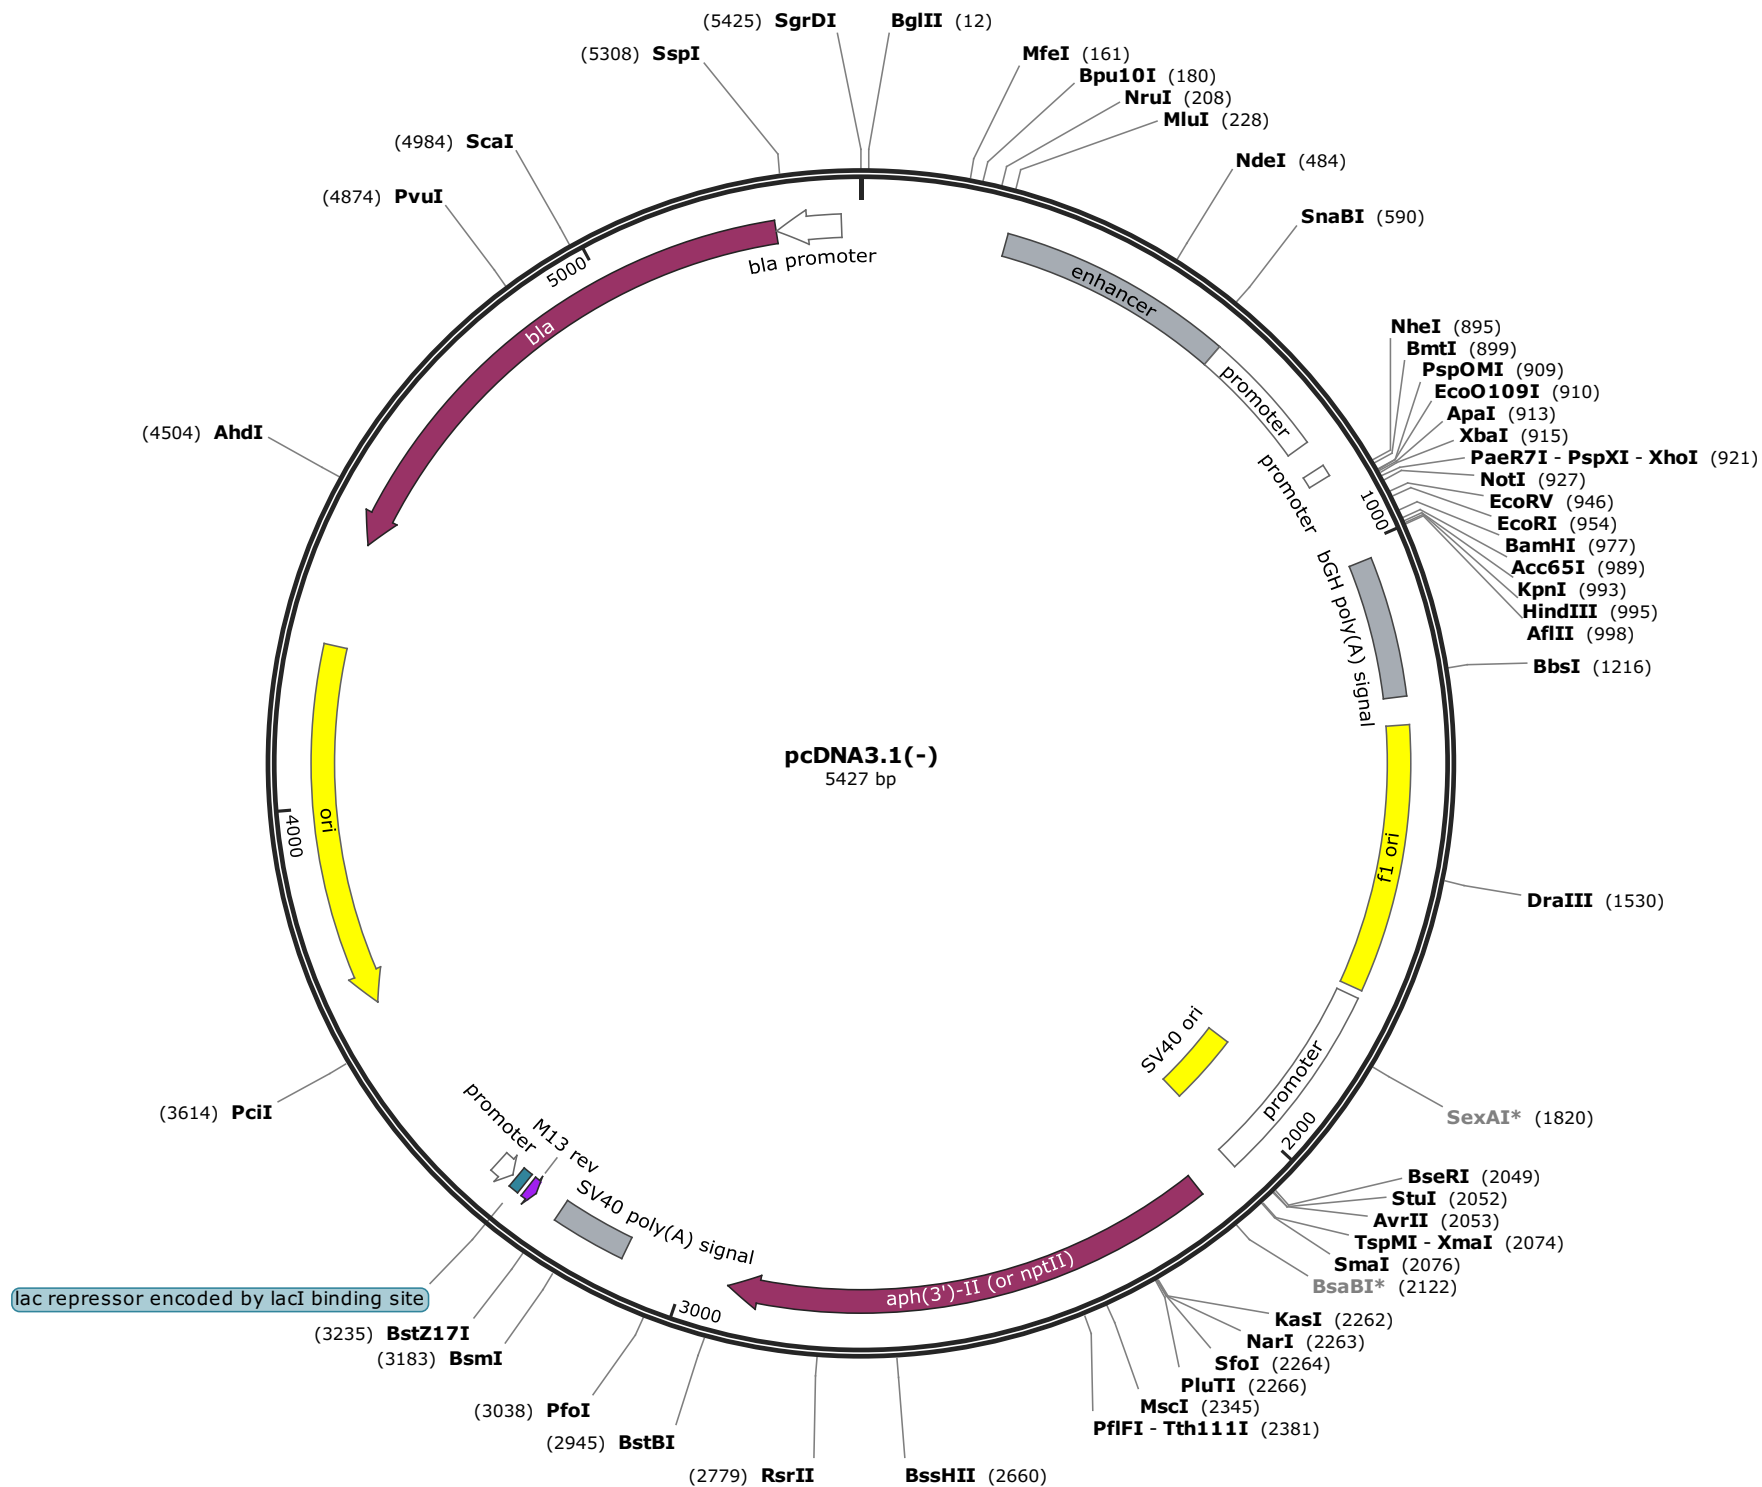 (5425) SgrDI
BglII (12)
(5308) SspI
MfeI (161)
Bpu10I (180)
NruI (208)
MluI (228)
(4984) ScaI
NdeI (484)
(4874) PvuI
SnaBI (590)
bla promoter
5000
enhancer
bla
promoter
NheI (895)
BmtI (899)
PspOMI (909)
EcoO109I (910)
ApaI (913)
XbaI (915)
PaeR7I - PspXI - XhoI (921)
NotI (927)
EcoRV (946)
EcoRI (954)
BamHI (977)
Acc65I (989)
KpnI (993)
HindIII (995)
AflII (998)
BbsI (1216)
(4504) AhdI
promoter
1000
bGH poly(A) signal
pcDNA3.1(-)
5427 bp
ori
4000
f1 ori
DraIII (1530)
SV40 ori
promoter
SexAI* (1820)
2000
(3614) PciI
promoter
M13 rev
SV40 poly(A) signal
BseRI (2049)
StuI (2052)
AvrII (2053)
TspMI - XmaI (2074)
SmaI (2076)
BsaBI* (2122)
aph(3')-II (or nptII)
lac repressor encoded by lacI binding site
3000
KasI (2262)
NarI (2263)
SfoI (2264)
PluTI (2266)
MscI (2345)
PflFI - Tth111I (2381)
(3235) BstZ17I
(3183) BsmI
(3038) PfoI
(2945) BstBI
(2779) RsrII
BssHII (2660)